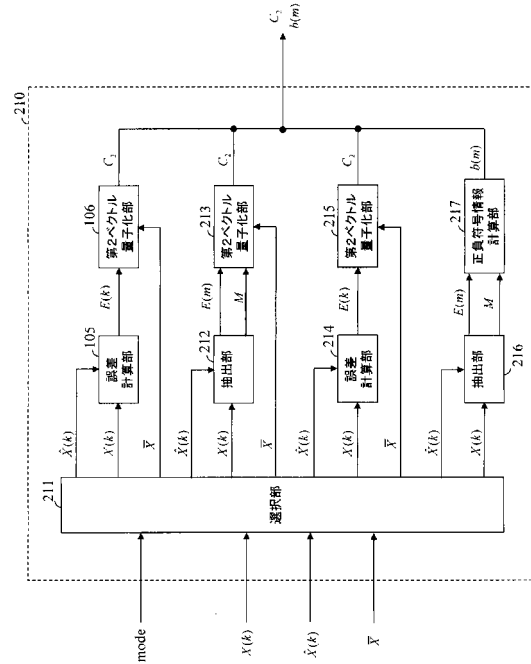 210
211
選択部
mode
X(k)
X̂(k)
X̄
X̂(k)
X(k)
X̄
105
誤差
計算部
E(k)
106
第2ベクトル
量子化部
C₂
X̂(k)
X(k)
X̄
212
抽出部
E(m)
M
213
第2ベクトル
量子化部
C₂
X̂(k)
X(k)
X̄
214
誤差
計算部
E(k)
215
第2ベクトル
量子化部
C₂
X̂(k)
X(k)
216
抽出部
E(m)
M
217
正負符号情報
計算部
b(m)
C₂
b(m)